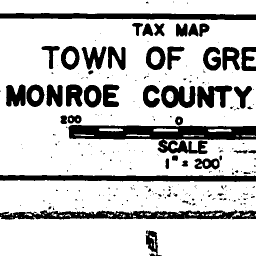 TAX MAP
TOWN OF GRE
MONROE COUNTY
200 0
SCALE
1" = 200'